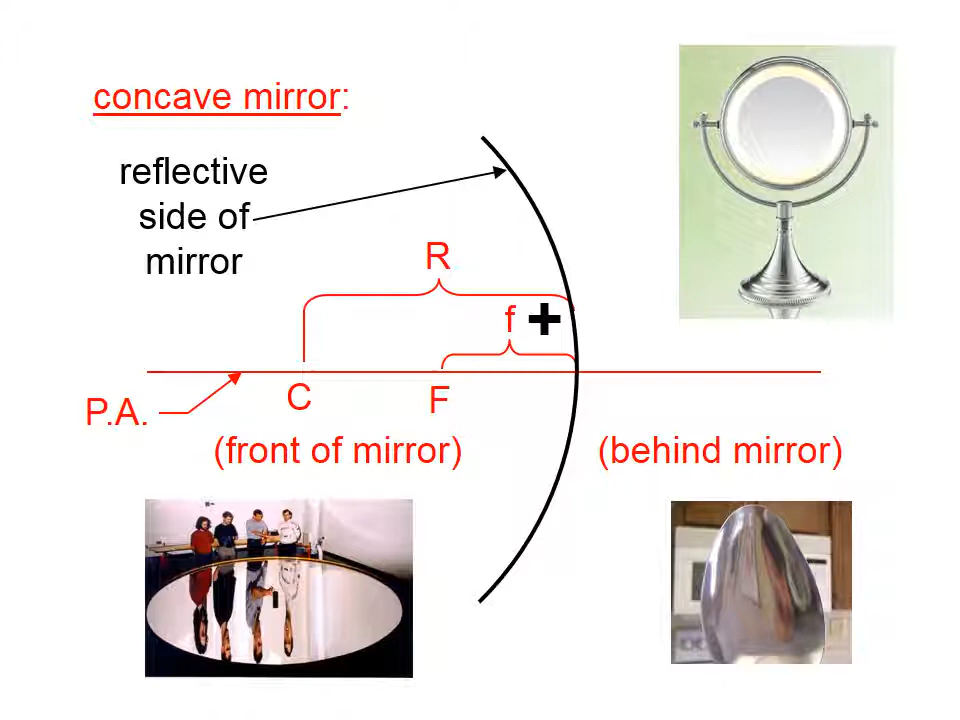 concave mirror:
reflective
side of
mirror
R
f +
C
F
P.A.
(front of mirror)
(behind mirror)